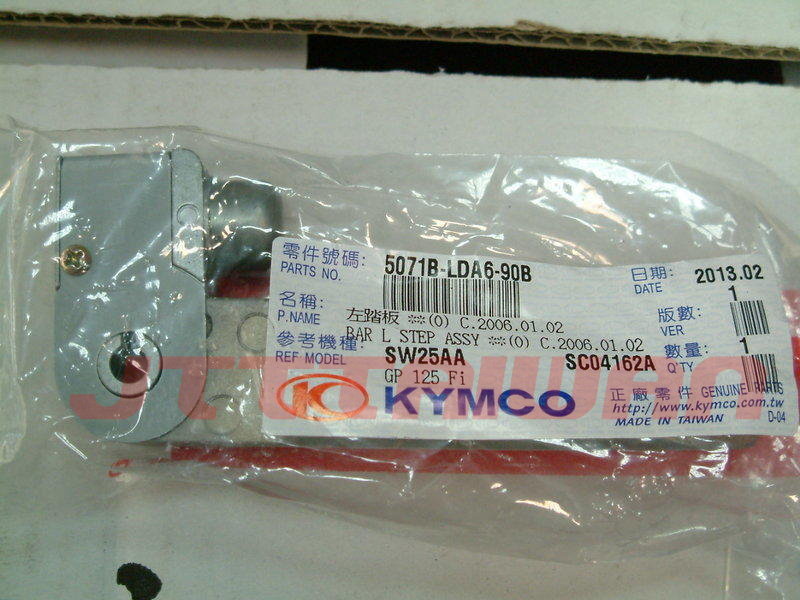 零件號碼: 5071B-LDA6-90B 日期: 2013.02
PARTS NO. DATE
名稱: 1
P.NAME 左踏板 **(O) C.2006.01.02 版數:
BAR L STEP ASSY **(O) C.2006.01.02 VER
參考機種: SW25AA SC04162A 數量: 1
REF MODEL GP 125 Fi Q'TY
KYMCO 正廠零件 GENUINE PARTS
http://www.kymco.com.tw
MADE IN TAIWAN D-04